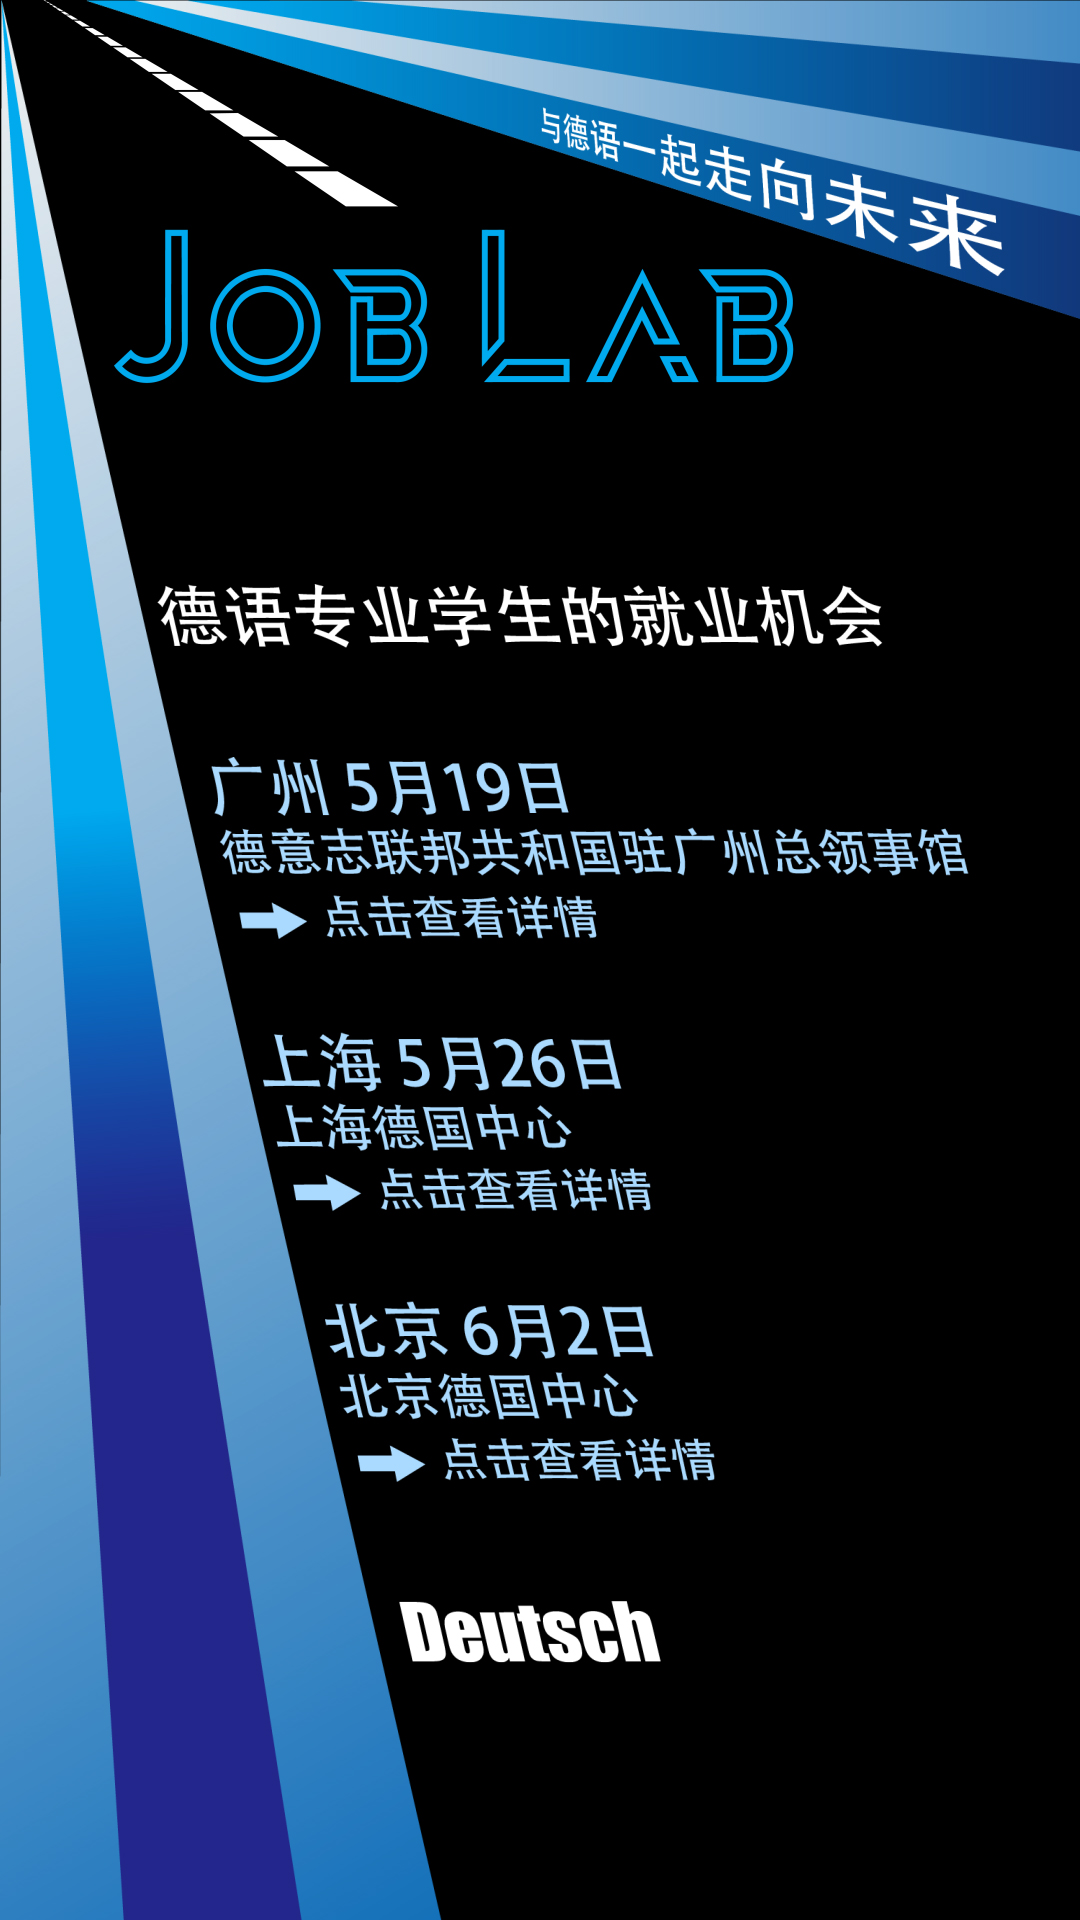 与德语一起走向未来
JOB LAB
德语专业学生的就业机会
广州 5月19日
德意志联邦共和国驻广州总领事馆
点击查看详情
上海 5月26日
上海德国中心
点击查看详情
北京 6月2日
北京德国中心
点击查看详情
Deutsch